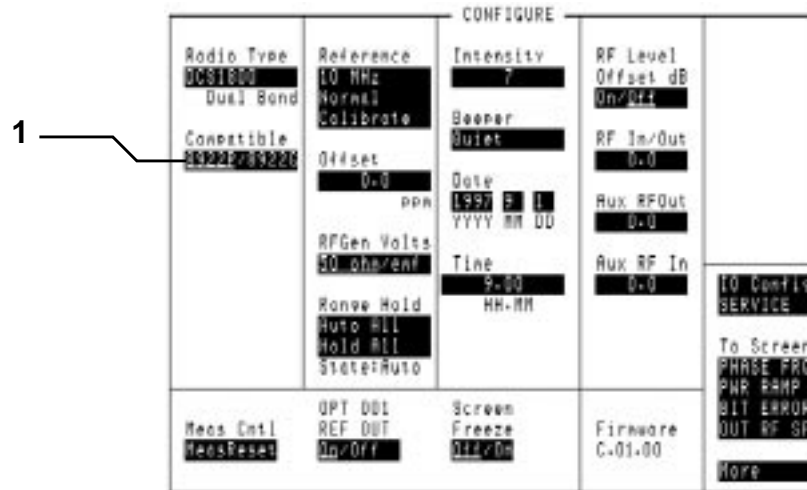 CONFIGURE
Radio Type
DCS1800
Dual Band
1
Compatible
Reference
10 MHz
Normal
Calibrate
Offset
0.0
PPM
RFGen Volts
50 ohm/emf
Range Hold
Auto All
Hold All
State:Auto
Intensity
7
Beeper
Quiet
Date
1997 9 1
YYYY MM DD
Time
9.00
HH.MM
RF Level
Offset dB
On/Off
RF In/Out
0.0
Aux RFOut
0.0
Aux RF In
0.0
IO Config
SERVICE
To Screen
PHASE FRQ
PWR RAMP
BIT ERROR
OUT RF SP
More
Meas Cntl
MeasReset
OPT 001
REF OUT
On/Off
Screen
Freeze
Off/On
Firmware
C.01.00